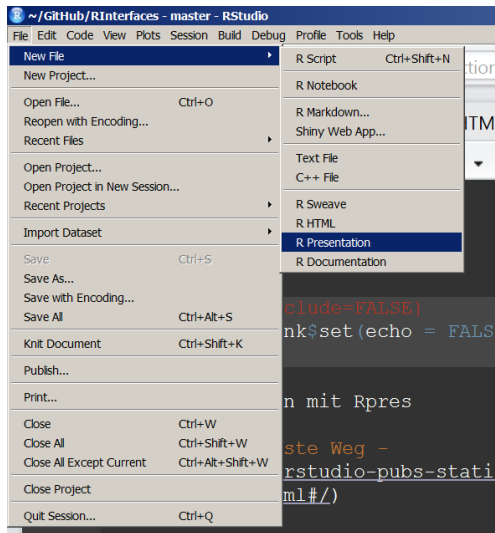 ~/GitHub/RInterfaces - master - RStudio
File Edit Code View Plots Session Build Debug Profile Tools Help
New File
New Project...
Open File... Ctrl+O
Reopen with Encoding...
Recent Files
Open Project...
Open Project in New Session...
Recent Projects
Import Dataset
Save Ctrl+S
Save As...
Save with Encoding...
Save All Ctrl+Alt+S
Knit Document Ctrl+Shift+K
Publish...
Print...
Close Ctrl+W
Close All Ctrl+Shift+W
Close All Except Current Ctrl+Alt+Shift+W
Close Project
Quit Session... Ctrl+Q
R Script Ctrl+Shift+N
R Notebook
R Markdown...
Shiny Web App...
Text File
C++ File
R Sweave
R HTML
R Presentation
R Documentation
ction
HTM
clude=FALSE]
nk$set(echo = FALS
n mit Rpres
ste Weg -
rstudio-pubs-stati
ml#/)